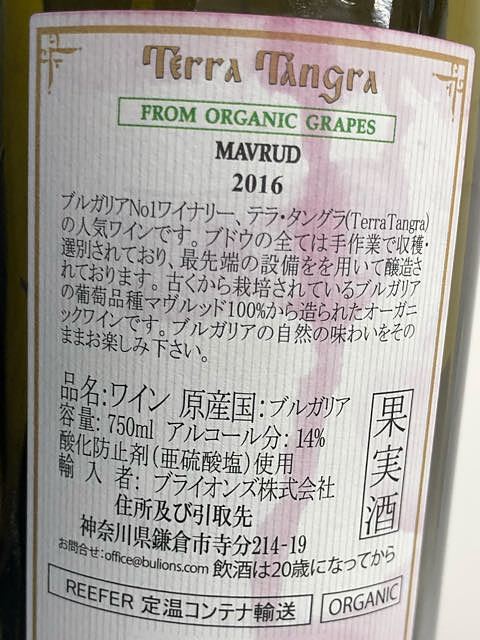 Terra Tangra
FROM ORGANIC GRAPES
MAVRUD
2016
ブルガリアNo1ワイナリー、テラ・タングラ(TerraTangra)
の人気ワインです。ブドウの全ては手作業で収穫・
選別されており、最先端の設備をを用いて醸造さ
れております。古くから栽培されているブルガリア
の葡萄品種マヴルッド100%から造られたオーガニ
ックワインです。ブルガリアの自然の味わいをその
ままお楽しみ下さい。
品名:ワイン 原産国:ブルガリア
容量: 750ml アルコール分: 14%
酸化防止剤(亜硫酸塩)使用
輸入者: ブライオンズ株式会社
住所及び引取先
神奈川県鎌倉市寺分214-19
お問合せ:office@bulions.com 飲酒は20歳になってから
果実酒
REEFER 定温コンテナ輸送
ORGANIC